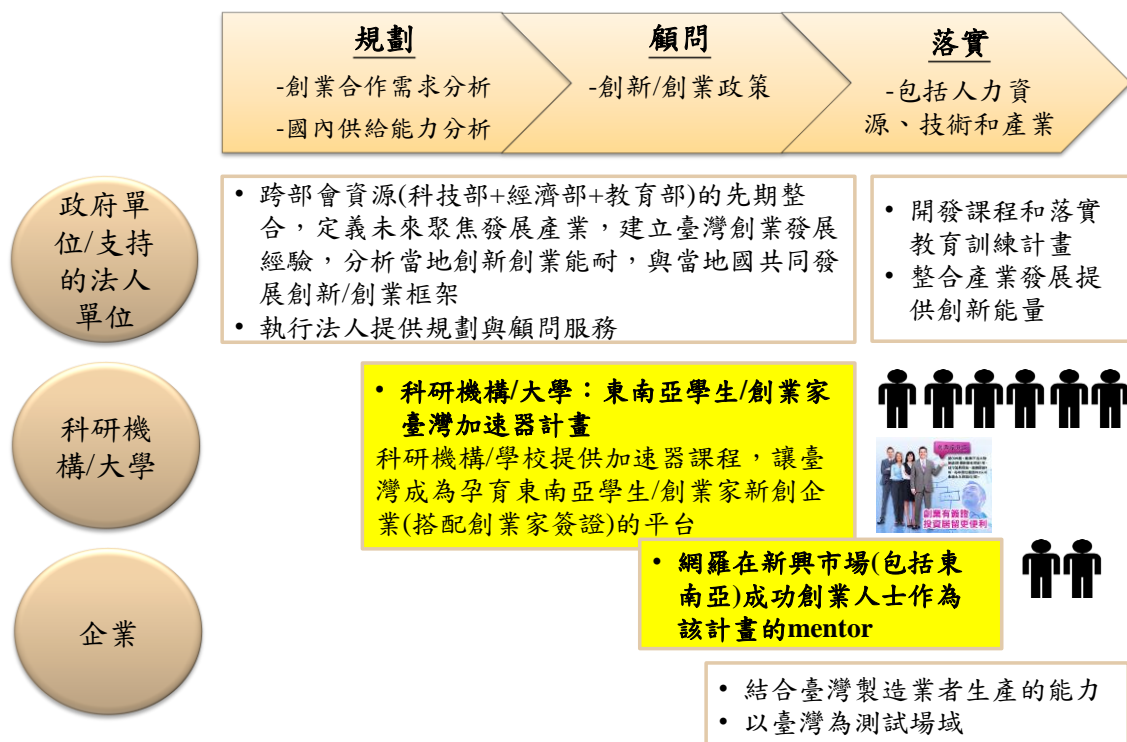 規劃
-創業合作需求分析
-國內供給能力分析
顧問
-創新/創業政策
落實
-包括人力資
源、技術和產業
政府單
位/支持
的法人
單位
• 跨部會資源(科技部+經濟部+教育部)的先期整
合，定義未來聚焦發展產業，建立臺灣創業發展
經驗，分析當地創新創業能耐，與當地國共同發
展創新/創業框架
• 執行法人提供規劃與顧問服務
• 開發課程和落實
教育訓練計畫
• 整合產業發展提
供創新能量
科研機
構/大學
• 科研機構/大學：東南亞學生/創業家
臺灣加速器計畫
科研機構/學校提供加速器課程，讓臺
灣成為孕育東南亞學生/創業家新創企
業(搭配創業家簽證)的平台
創業有簽證
投資居留更便利
• 網羅在新興市場(包括東
南亞)成功創業人士作為
該計畫的mentor
企業
• 結合臺灣製造業者生產的能力
• 以臺灣為測試場域